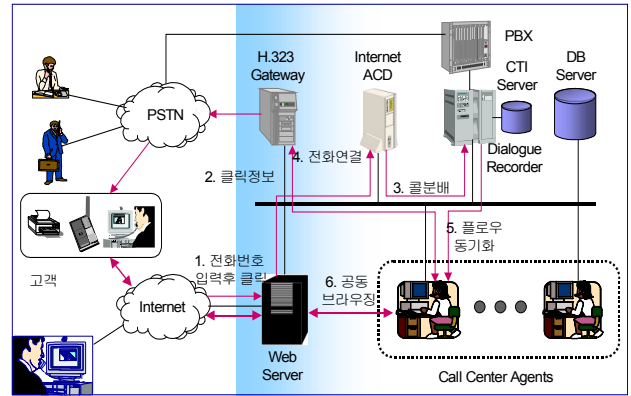 H.323
Gateway
Internet
ACD
PBX
CTI
Server
DB
Server
PSTN
Dialogue
Recorder
2. 클릭정보
4. 전화연결
3. 콜분배
5. 플로우
동기화
고객
1. 전화번호
입력후 클릭
6. 공동
브라우징
Internet
Web
Server
Call Center Agents